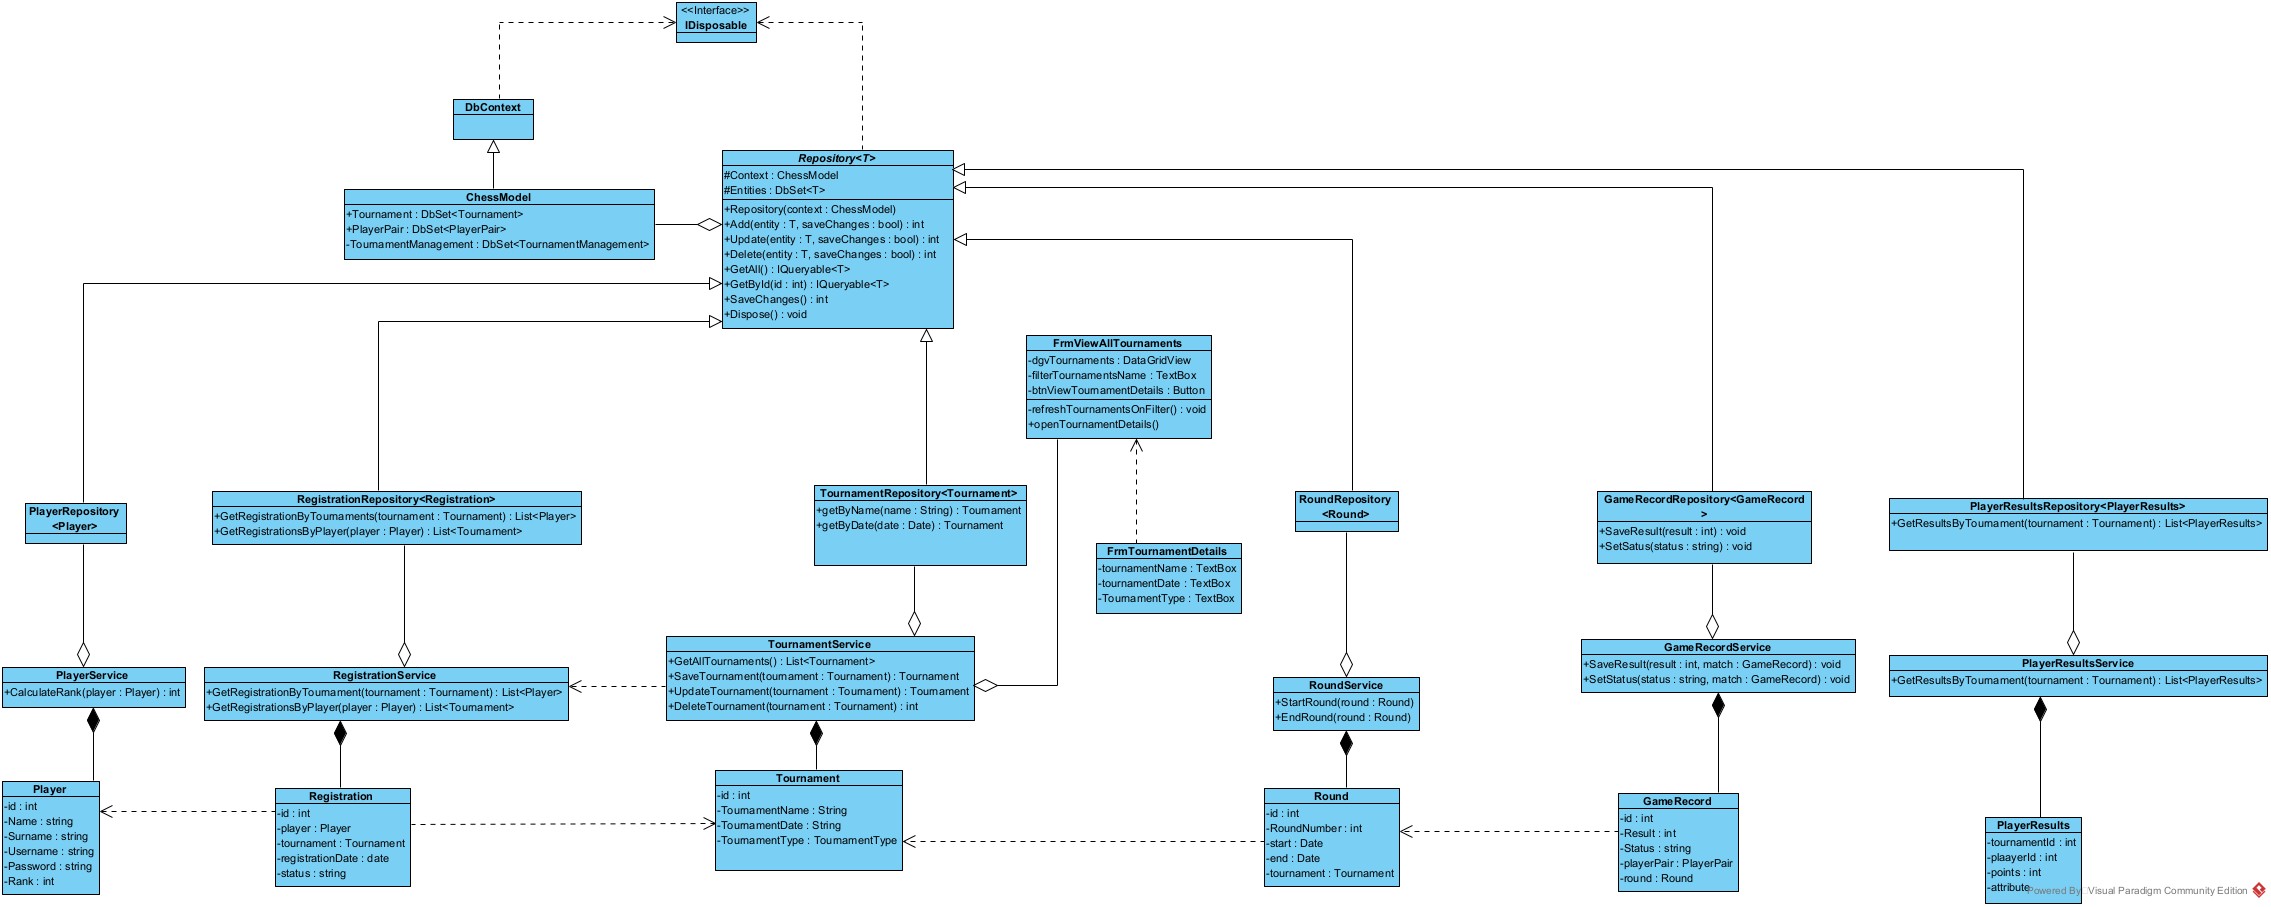 <<Interface>>
IDisposable
DbContext
ChessModel
+Tournament : DbSet<Tournament>
+PlayerPair : DbSet<PlayerPair>
-TournamentManagement : DbSet<TournamentManagement>
Repository<T>
#Context : ChessModel
#Entities : DbSet<T>
+Repository(context : ChessModel)
+Add(entity : T, saveChanges : bool) : int
+Update(entity : T, saveChanges : bool) : int
+Delete(entity : T, saveChanges : bool) : int
+GetAll() : IQueryable<T>
+GetById(id : int) : IQueryable<T>
+SaveChanges() : int
+Dispose() : void
FrmViewAllTournaments
-dgvTournaments : DataGridView
-filterTournamentsName : TextBox
-btnViewTournamentDetails : Button
-refreshTournamentsOnFilter() : void
+openTournamentDetails()
PlayerRepository
<Player>
RegistrationRepository<Registration>
+GetRegistrationByTournaments(tournament : Tournament) : List<Player>
+GetRegistrationsByPlayer(player : Player) : List<Tournament>
TournamentRepository<Tournament>
+getByName(name : String) : Tournament
+getByDate(date : Date) : Tournament
FrmTournamentDetails
-tournamentName : TextBox
-tournamentDate : TextBox
-TournamentType : TextBox
RoundRepository
<Round>
GameRecordRepository<GameRecord
>
+SaveResult(result : int) : void
+SetSatus(status : string) : void
PlayerResultsRepository<PlayerResults>
+GetResultsByTournament(tournament : Tournament) : List<PlayerResults>
PlayerService
+CalculateRank(player : Player) : int
RegistrationService
+GetRegistrationByTournament(tournament : Tournament) : List<Player>
+GetRegistrationsByPlayer(player : Player) : List<Tournament>
TournamentService
+GetAllTournaments() : List<Tournament>
+SaveTournament(tournament : Tournament) : Tournament
+UpdateTournament(tournament : Tournament) : Tournament
+DeleteTournament(tournament : Tournament) : int
RoundService
+StartRound(round : Round)
+EndRound(round : Round)
GameRecordService
+SaveResult(result : int, match : GameRecord) : void
+SetStatus(status : string, match : GameRecord) : void
PlayerResultsService
+GetResultsByTournament(tournament : Tournament) : List<PlayerResults>
Player
-id : int
-Name : string
-Surname : string
-Username : string
-Password : string
-Rank : int
Registration
-id : int
-player : Player
-tournament : Tournament
-registrationDate : date
-status : string
Tournament
-id : int
-TournamentName : String
-TournamentDate : String
-TournamentType : TournamentType
Round
-id : int
-RoundNumber : int
-start : Date
-end : Date
-tournament : Tournament
GameRecord
-id : int
-Result : int
-Status : string
-playerPair : PlayerPair
-round : Round
PlayerResults
-tournamentId : int
-plaayerId : int
-points : int
-attribute
Powered By Visual Paradigm Community Edition